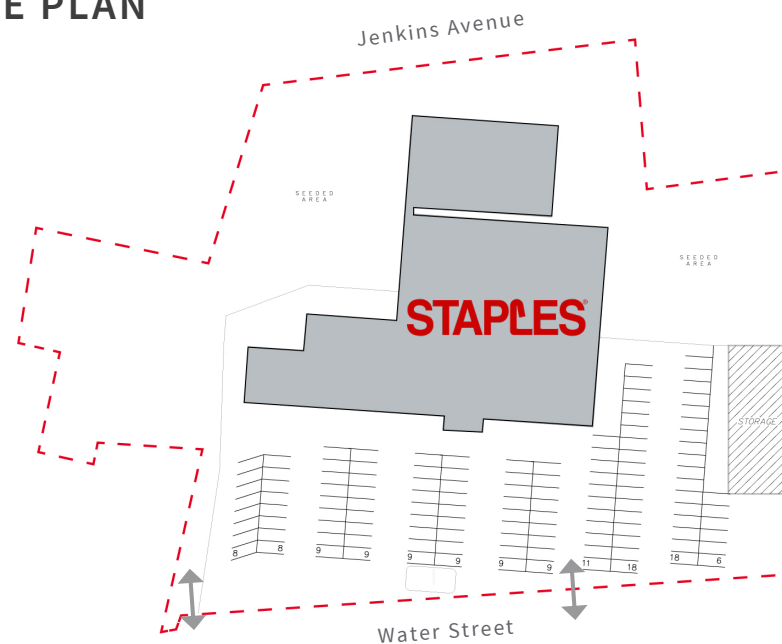 E PLAN
Jenkins Avenue
SEEDED
AREA
SEEDED
AREA
STAPLES®
STORAGE
8 8 9 9 9 9 9 9 11 18 18 6
Water Street